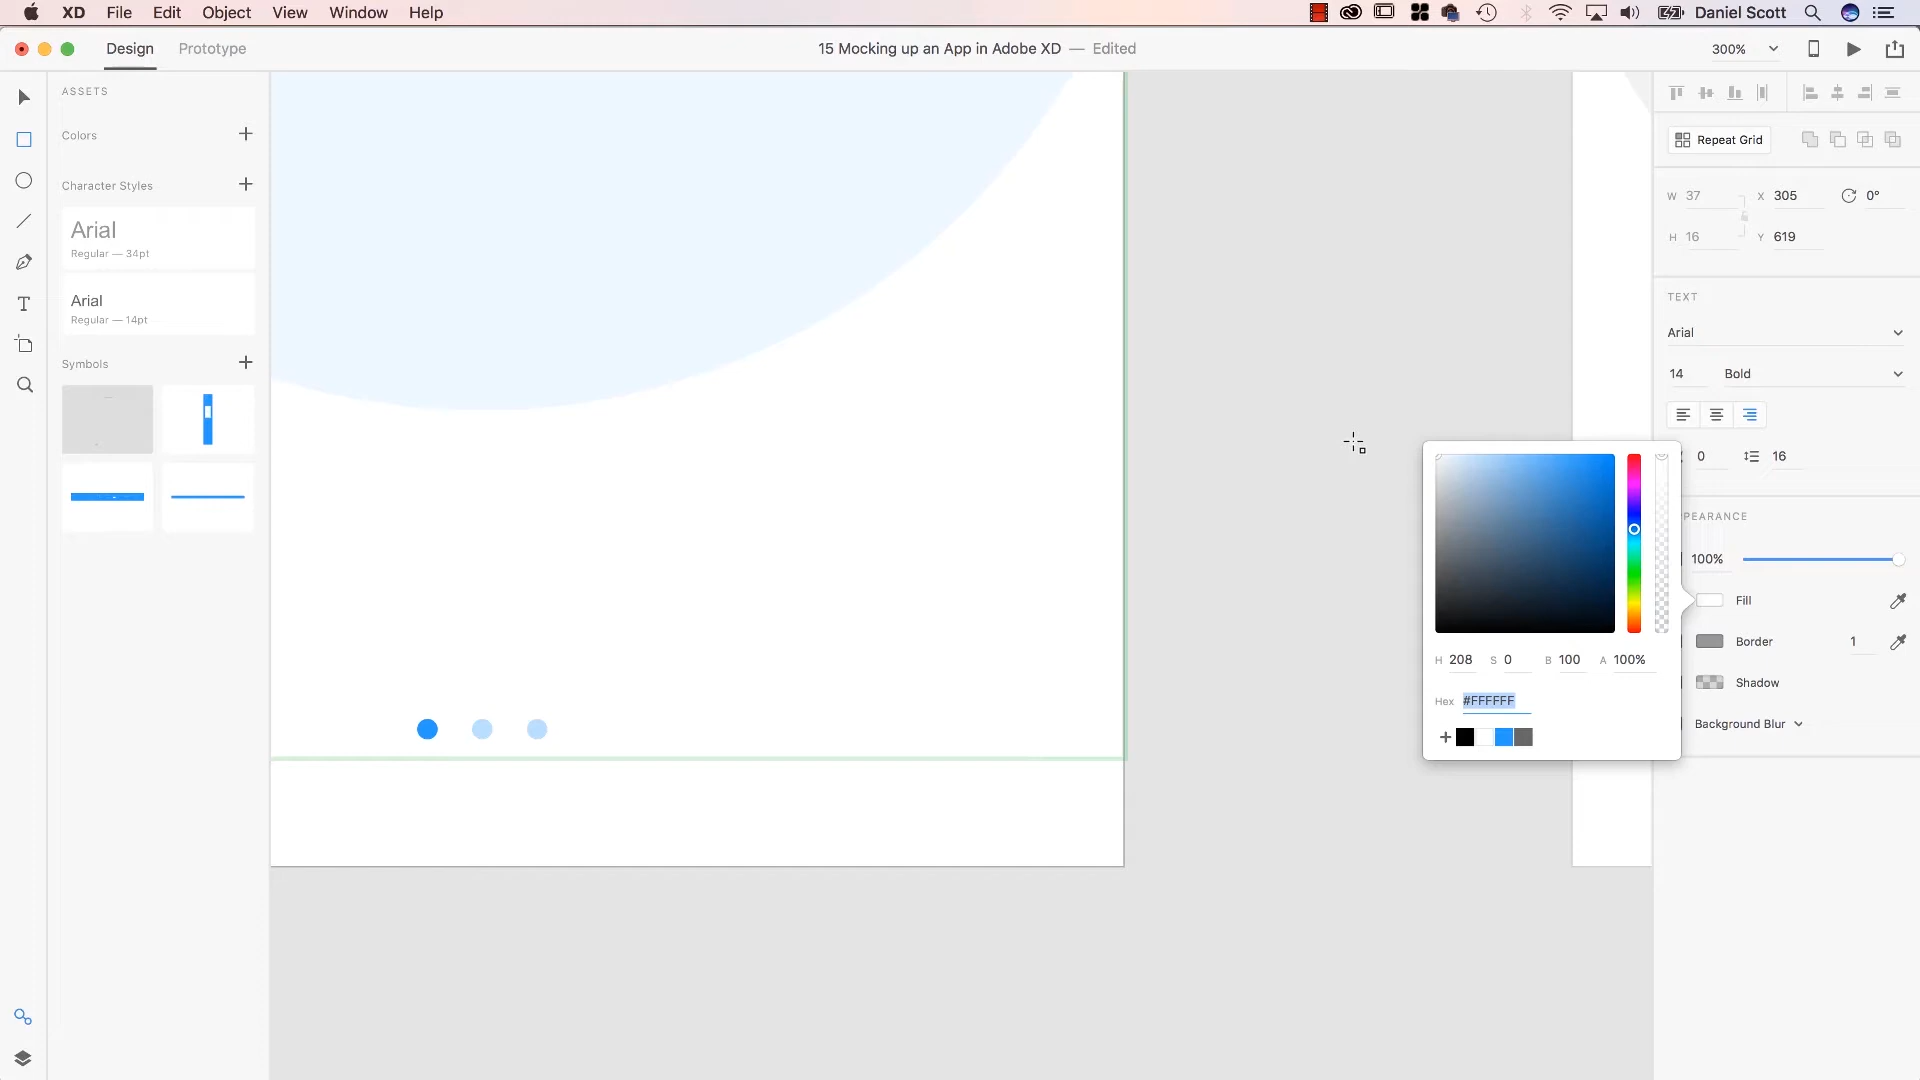 XD File Edit Object View Window Help
Daniel Scott
Design Prototype
15 Mocking up an App in Adobe XD — Edited
300%
ASSETS
Colors
Character Styles
Arial
Regular — 34pt
Arial
Regular — 14pt
Symbols
Repeat Grid
W 37 X 305 0°
H 16 Y 619
TEXT
Arial
14 Bold
0 16
PEARANCE
100%
Fill
Border 1
Shadow
Background Blur
H 208 S 0 B 100 A 100%
Hex #FFFFFF